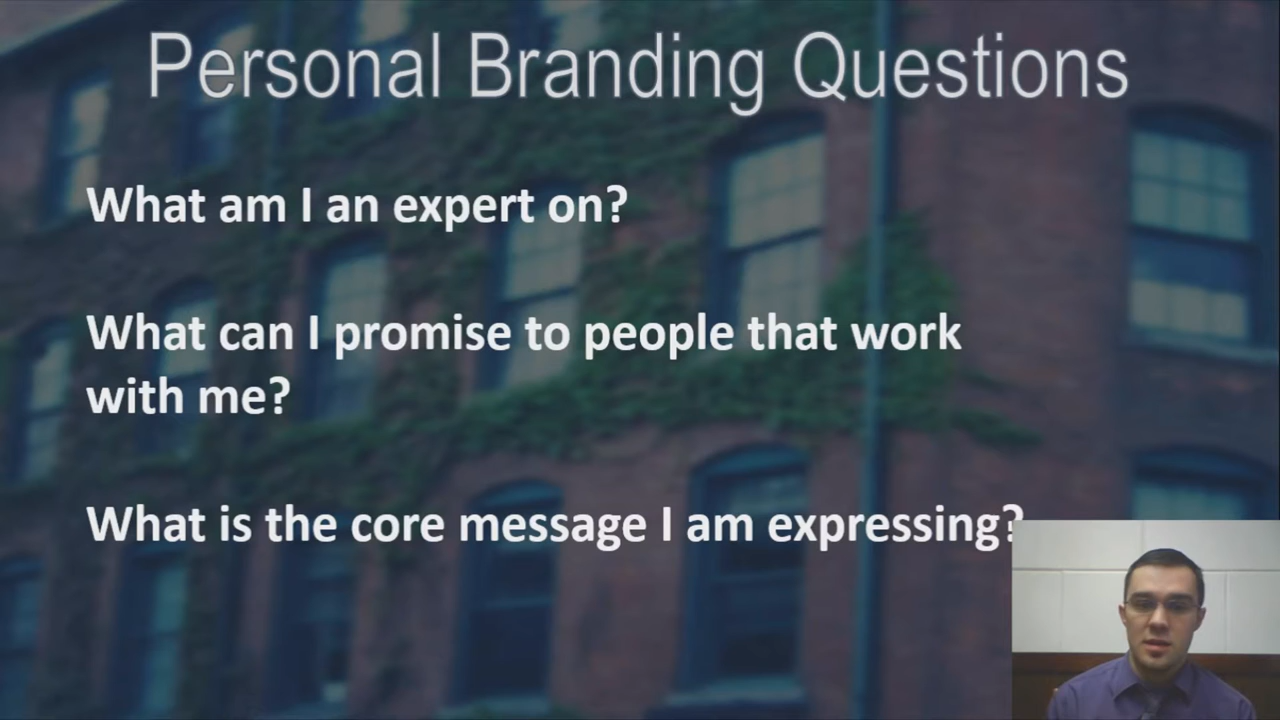 Personal Branding Questions
What am I an expert on?
What can I promise to people that work
with me?
What is the core message I am expressing?